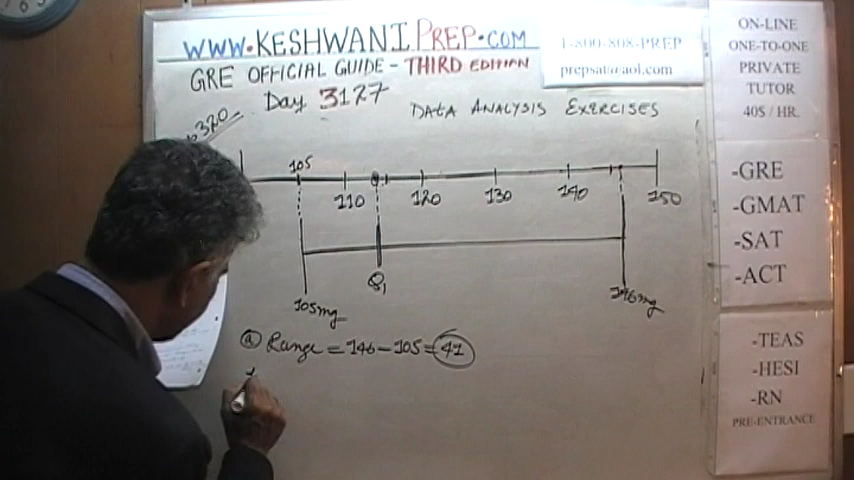 WWW.KESHWANIPREP.COM
GRE OFFICIAL GUIDE - THIRD EDITION
Day 3127
DATA ANALYSIS EXERCISES
320
1-800-808-PREP
prepsat@aol.com
105
110 120 130 140 150
Q1
105mg
146mg
a Range = 146 - 105 = 41
ON-LINE
ONE-TO-ONE
PRIVATE
TUTOR
40$ / HR.
-GRE
-GMAT
-SAT
-ACT
-TEAS
-HESI
-RN
PRE-ENTRANCE